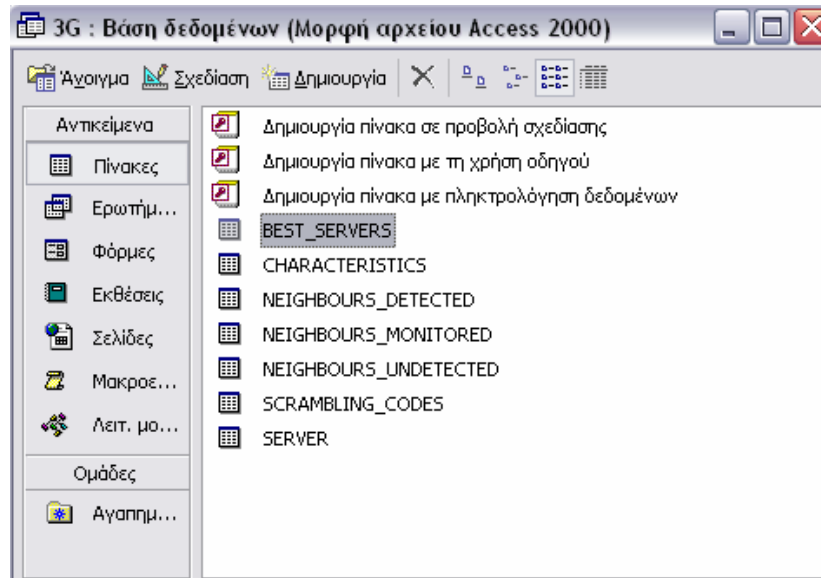 3G : Βάση δεδομένων (Μορφή αρχείου Access 2000)
Άνοιγμα Σχεδίαση Δημιουργία
Αντικείμενα
Πίνακες
Ερωτήμ...
Φόρμες
Εκθέσεις
Σελίδες
Μακροε...
Λειτ. μο...
Ομάδες
Αγαπημ...
Δημιουργία πίνακα σε προβολή σχεδίασης
Δημιουργία πίνακα με τη χρήση οδηγού
Δημιουργία πίνακα με πληκτρολόγηση δεδομένων
BEST_SERVERS
CHARACTERISTICS
NEIGHBOURS_DETECTED
NEIGHBOURS_MONITORED
NEIGHBOURS_UNDETECTED
SCRAMBLING_CODES
SERVER